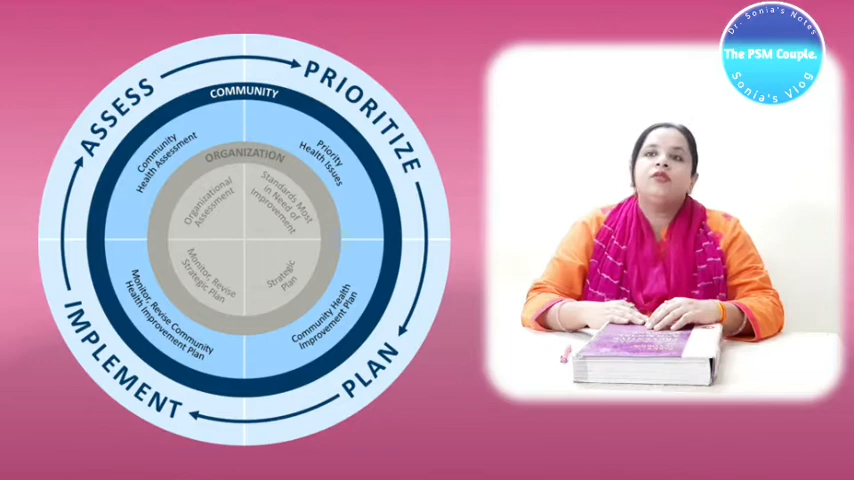 ASSESS
PRIORITIZE
PLAN
IMPLEMENT
COMMUNITY
Community
Health Assessment
Priority
Health Issues
Community Health
Improvement Plan
Monitor, Revise Community
Health Improvement Plan
ORGANIZATION
Organizational
Assessment
Standards Most
in Need of
Improvement
Strategic
Plan
Monitor, Revise
Strategic Plan
Dr. Sonia's Notes
The PSM Couple.
Sonia's Vlog